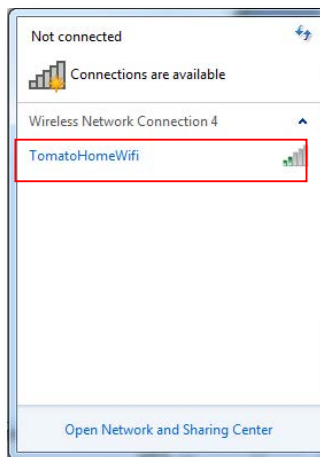 Not connected
Connections are available
Wireless Network Connection 4
TomatoHomeWifi
Open Network and Sharing Center